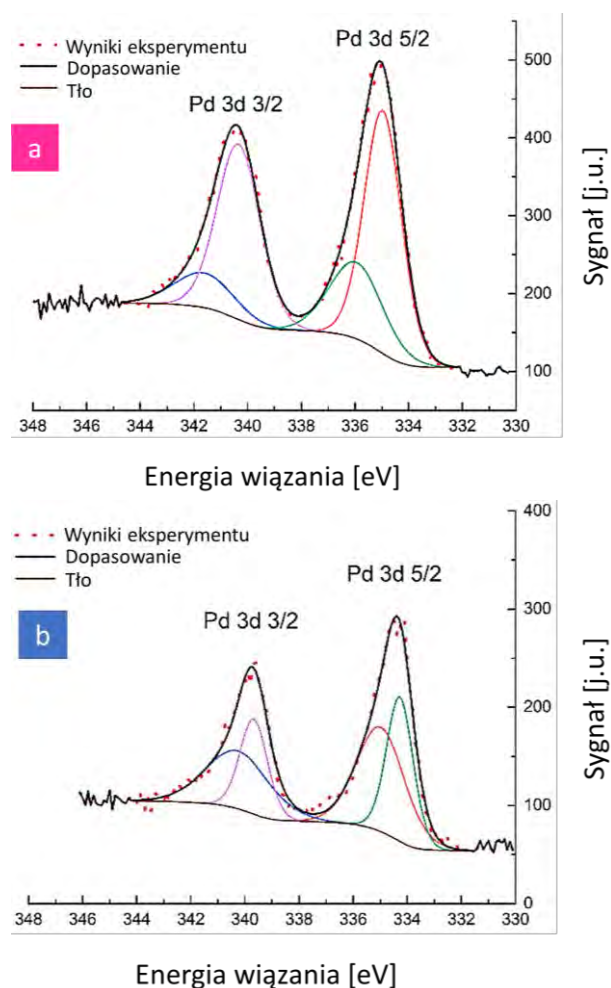 Wyniki eksperymentu
Dopasowanie
Tło
Pd 3d 5/2
Pd 3d 3/2
a
500
400
300
200
100
Sygnał [j.u.]
348 346 344 342 340 338 336 334 332 330
Energia wiązania [eV]
Wyniki eksperymentu
Dopasowanie
Tło
Pd 3d 5/2
Pd 3d 3/2
b
400
300
200
100
0
Sygnał [j.u.]
348 346 344 342 340 338 336 334 332 330
Energia wiązania [eV]